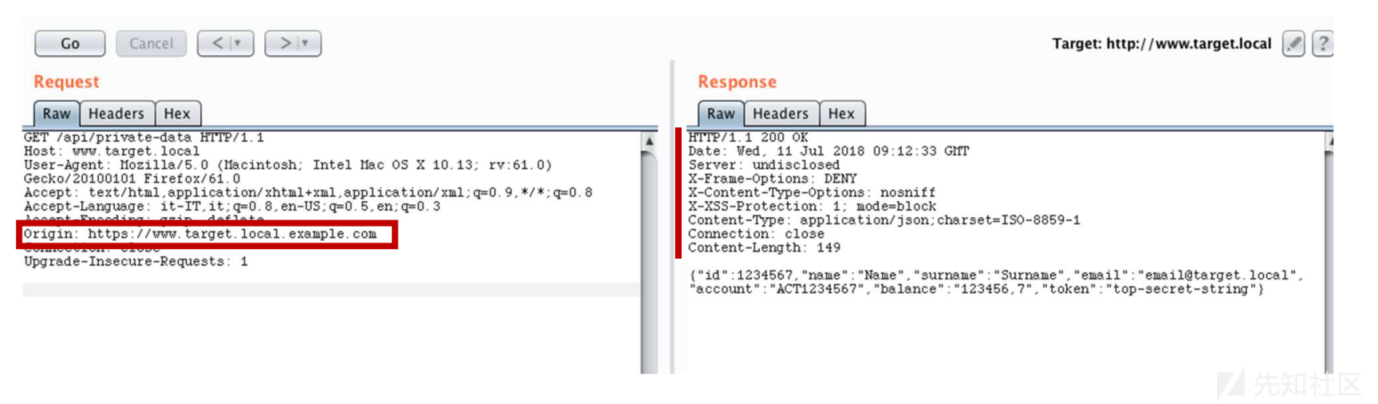 Go Cancel < > Target: http://www.target.local ?
Request
Raw Headers Hex
GET /api/private-data HTTP/1.1
Host: www.target.local
User-Agent: Mozilla/5.0 (Macintosh; Intel Mac OS X 10.13; rv:61.0)
Gecko/20100101 Firefox/61.0
Accept: text/html,application/xhtml+xml,application/xml;q=0.9,*/*;q=0.8
Accept-Language: it-IT,it;q=0.8,en-US;q=0.5,en;q=0.3
Accept-Encoding: gzip, deflate
Origin: https://www.target.local.example.com
Connection: close
Upgrade-Insecure-Requests: 1
Response
Raw Headers Hex
HTTP/1.1 200 OK
Date: Wed, 11 Jul 2018 09:12:33 GMT
Server: undisclosed
X-Frame-Options: DENY
X-Content-Type-Options: nosniff
X-XSS-Protection: 1; mode=block
Content-Type: application/json;charset=ISO-8859-1
Connection: close
Content-Length: 149
{"id":1234567,"name":"Name","surname":"Surname","email":"email@target.local",
"account":"ACT1234567","balance":"123456,7","token":"top-secret-string"}
先知社区